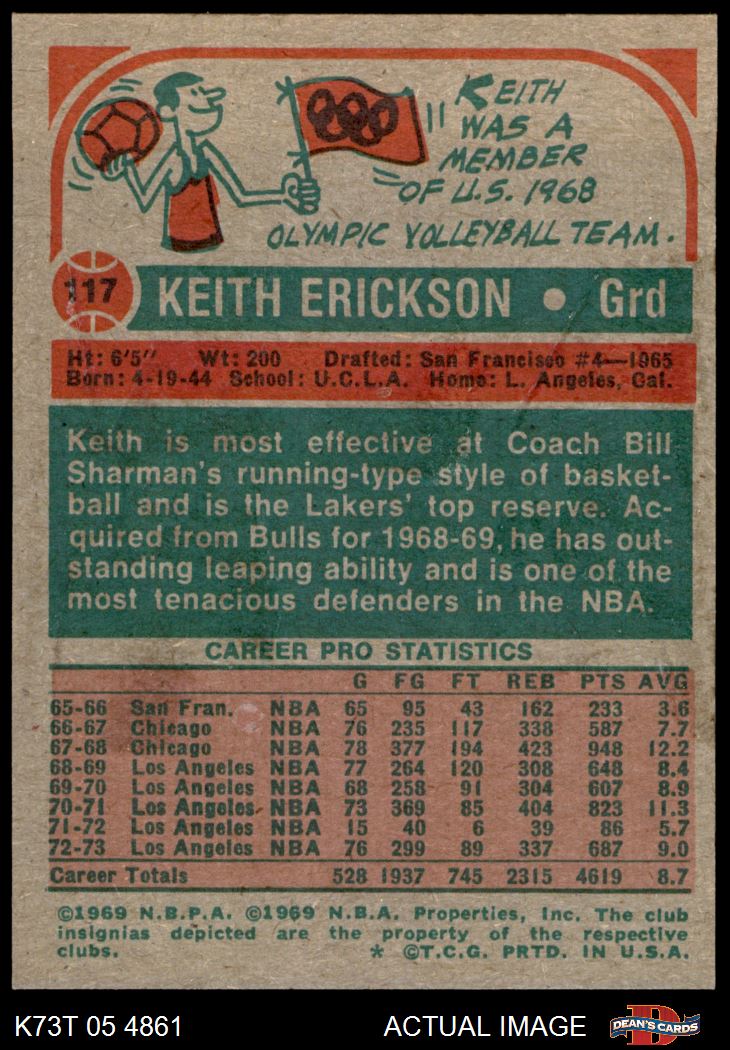 KEITH
WAS A
MEMBER
OF U.S. 1968
OLYMPIC VOLLEYBALL TEAM.
117 KEITH ERICKSON • Grd
Ht: 6'5" Wt: 200 Drafted: San Francisco #4—1965
Born: 4-19-44 School: U.C.L.A. Home: L. Angeles, Cal.
Keith is most effective at Coach Bill
Sharman's running-type style of basket-
ball and is the Lakers' top reserve. Ac-
quired from Bulls for 1968-69, he has out-
standing leaping ability and is one of the
most tenacious defenders in the NBA.
CAREER PRO STATISTICS
G FG FT REB PTS AVG
65-66 San Fran. NBA 65 95 43 162 233 3.6
66-67 Chicago NBA 76 235 117 338 587 7.7
67-68 Chicago NBA 78 377 194 423 948 12.2
68-69 Los Angeles NBA 77 264 120 308 648 8.4
69-70 Los Angeles NBA 68 258 91 304 607 8.9
70-71 Los Angeles NBA 73 369 85 404 823 11.3
71-72 Los Angeles NBA 15 40 6 39 86 5.7
72-73 Los Angeles NBA 76 299 89 337 687 9.0
Career Totals 528 1937 745 2315 4619 8.7
©1969 N.B.P.A. ©1969 N.B.A. Properties, Inc. The club
insignias depicted are the property of the respective
clubs. * ©T.C.G. PRTD. IN U.S.A.
K73T 05 4861 ACTUAL IMAGE DEAN'S CARDS